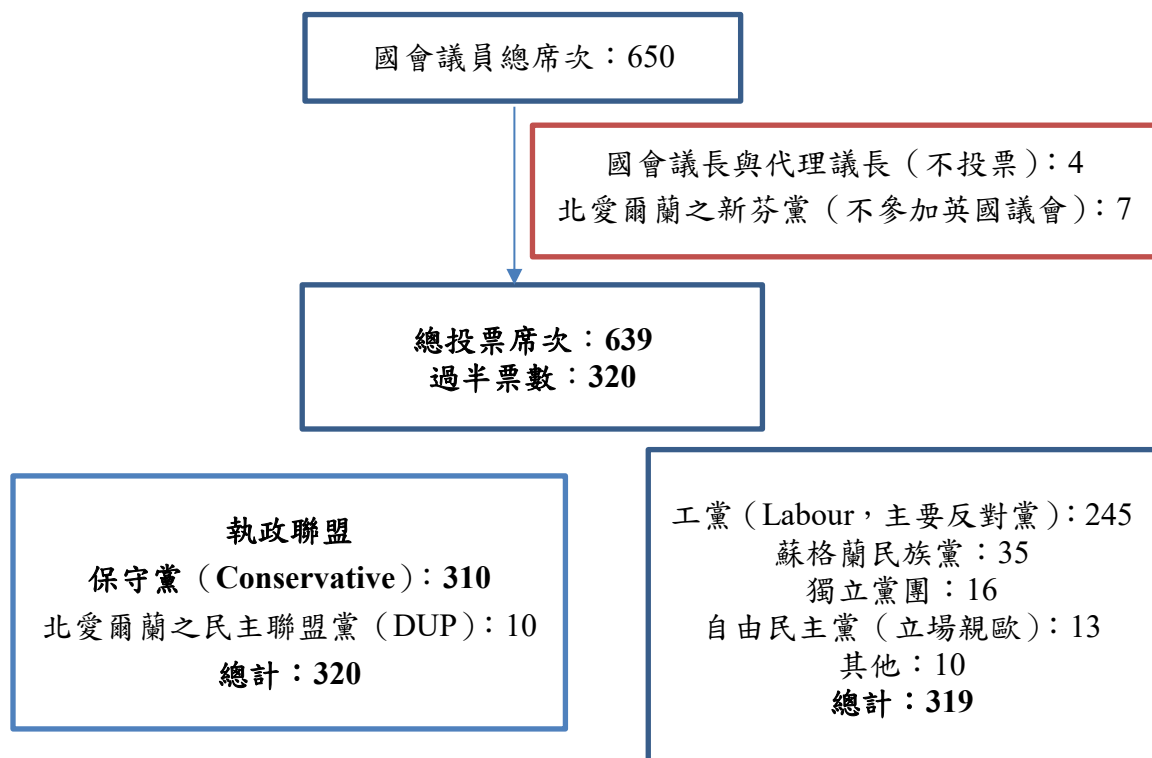 國會議員總席次：650
國會議長與代理議長（不投票）：4
北愛爾蘭之新芬黨（不參加英國議會）：7
總投票席次：639
過半票數：320
執政聯盟
保守黨（Conservative）：310
北愛爾蘭之民主聯盟黨（DUP）：10
總計：320
工黨（Labour，主要反對黨）：245
蘇格蘭民族黨：35
獨立黨團：16
自由民主黨（立場親歐）：13
其他：10
總計：319